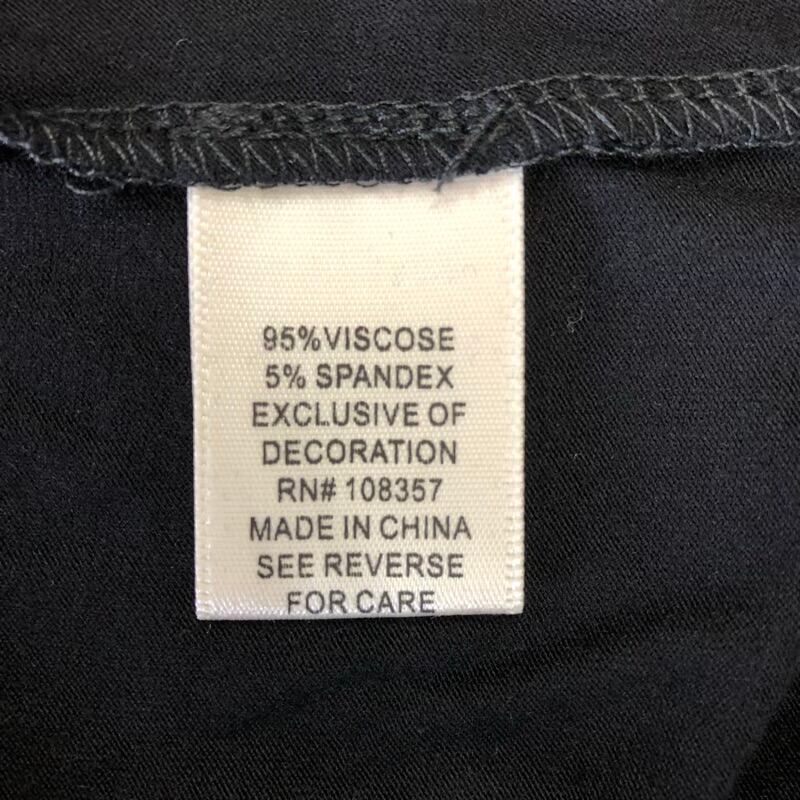 95%VISCOSE
5% SPANDEX
EXCLUSIVE OF
DECORATION
RN# 108357
MADE IN CHINA
SEE REVERSE
FOR CARE